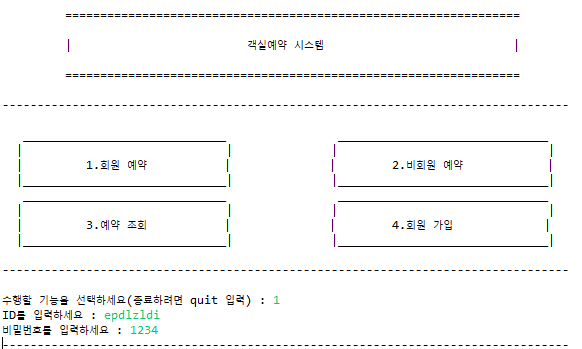 객실예약 시스템
1.회원 예약
2.비회원 예약
3.예약 조회
4.회원 가입
수행할 기능을 선택하세요(종료하려면 quit 입력) : 1
ID를 입력하세요 : epdlzldi
비밀번호를 입력하세요 : 1234